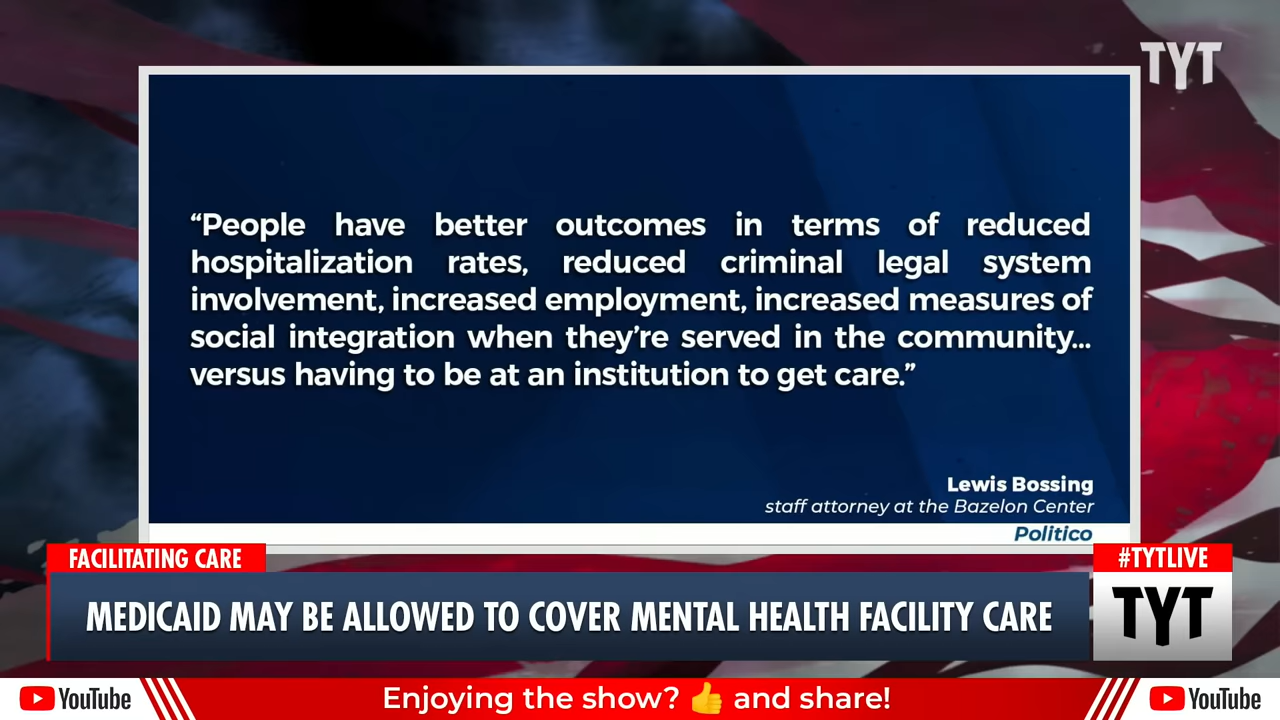 TYT
“People have better outcomes in terms of reduced
hospitalization rates, reduced criminal legal system
involvement, increased employment, increased measures of
social integration when they’re served in the community...
versus having to be at an institution to get care.”
Lewis Bossing
staff attorney at the Bazelon Center
Politico
FACILITATING CARE
#TYTLIVE
MEDICAID MAY BE ALLOWED TO COVER MENTAL HEALTH FACILITY CARE
TYT
YouTube
Enjoying the show? 👍 and share!
YouTube